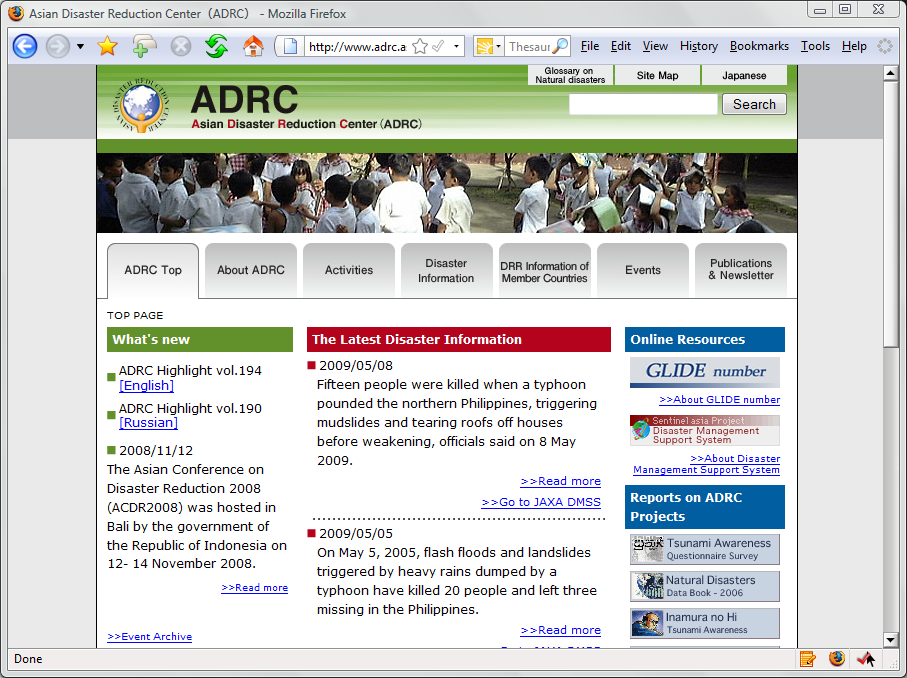 Asian Disaster Reduction Center（ADRC） - Mozilla Firefox
http://www.adrc.a
Thesaur
File Edit View History Bookmarks Tools Help
Glossary on
Natural disasters
Site Map
Japanese
DISASTER REDUCTION CENTER
ASIAN
ADRC
Asian Disaster Reduction Center（ADRC）
Search
ADRC Top
About ADRC
Activities
Disaster
Information
DRR Information of
Member Countries
Events
Publications
& Newsletter
TOP PAGE
What's new
ADRC Highlight vol.194
[English]
ADRC Highlight vol.190
[Russian]
2008/11/12
The Asian Conference on
Disaster Reduction 2008
(ACDR2008) was hosted in
Bali by the government of
the Republic of Indonesia on
12- 14 November 2008.
>>Read more
>>Event Archive
The Latest Disaster Information
2009/05/08
Fifteen people were killed when a typhoon
pounded the northern Philippines, triggering
mudslides and tearing roofs off houses
before weakening, officials said on 8 May
2009.
>>Read more
>>Go to JAXA DMSS
2009/05/05
On May 5, 2005, flash floods and landslides
triggered by heavy rains dumped by a
typhoon have killed 20 people and left three
missing in the Philippines.
>>Read more
Online Resources
GLIDE number
>>About GLIDE number
Sentinel asia Project
Disaster Management
Support System
>>About Disaster
Management Support System
Reports on ADRC
Projects
Tsunami Awareness
Questionnaire Survey
Natural Disasters
Data Book - 2006
Inamura no Hi
Tsunami Awareness
Done